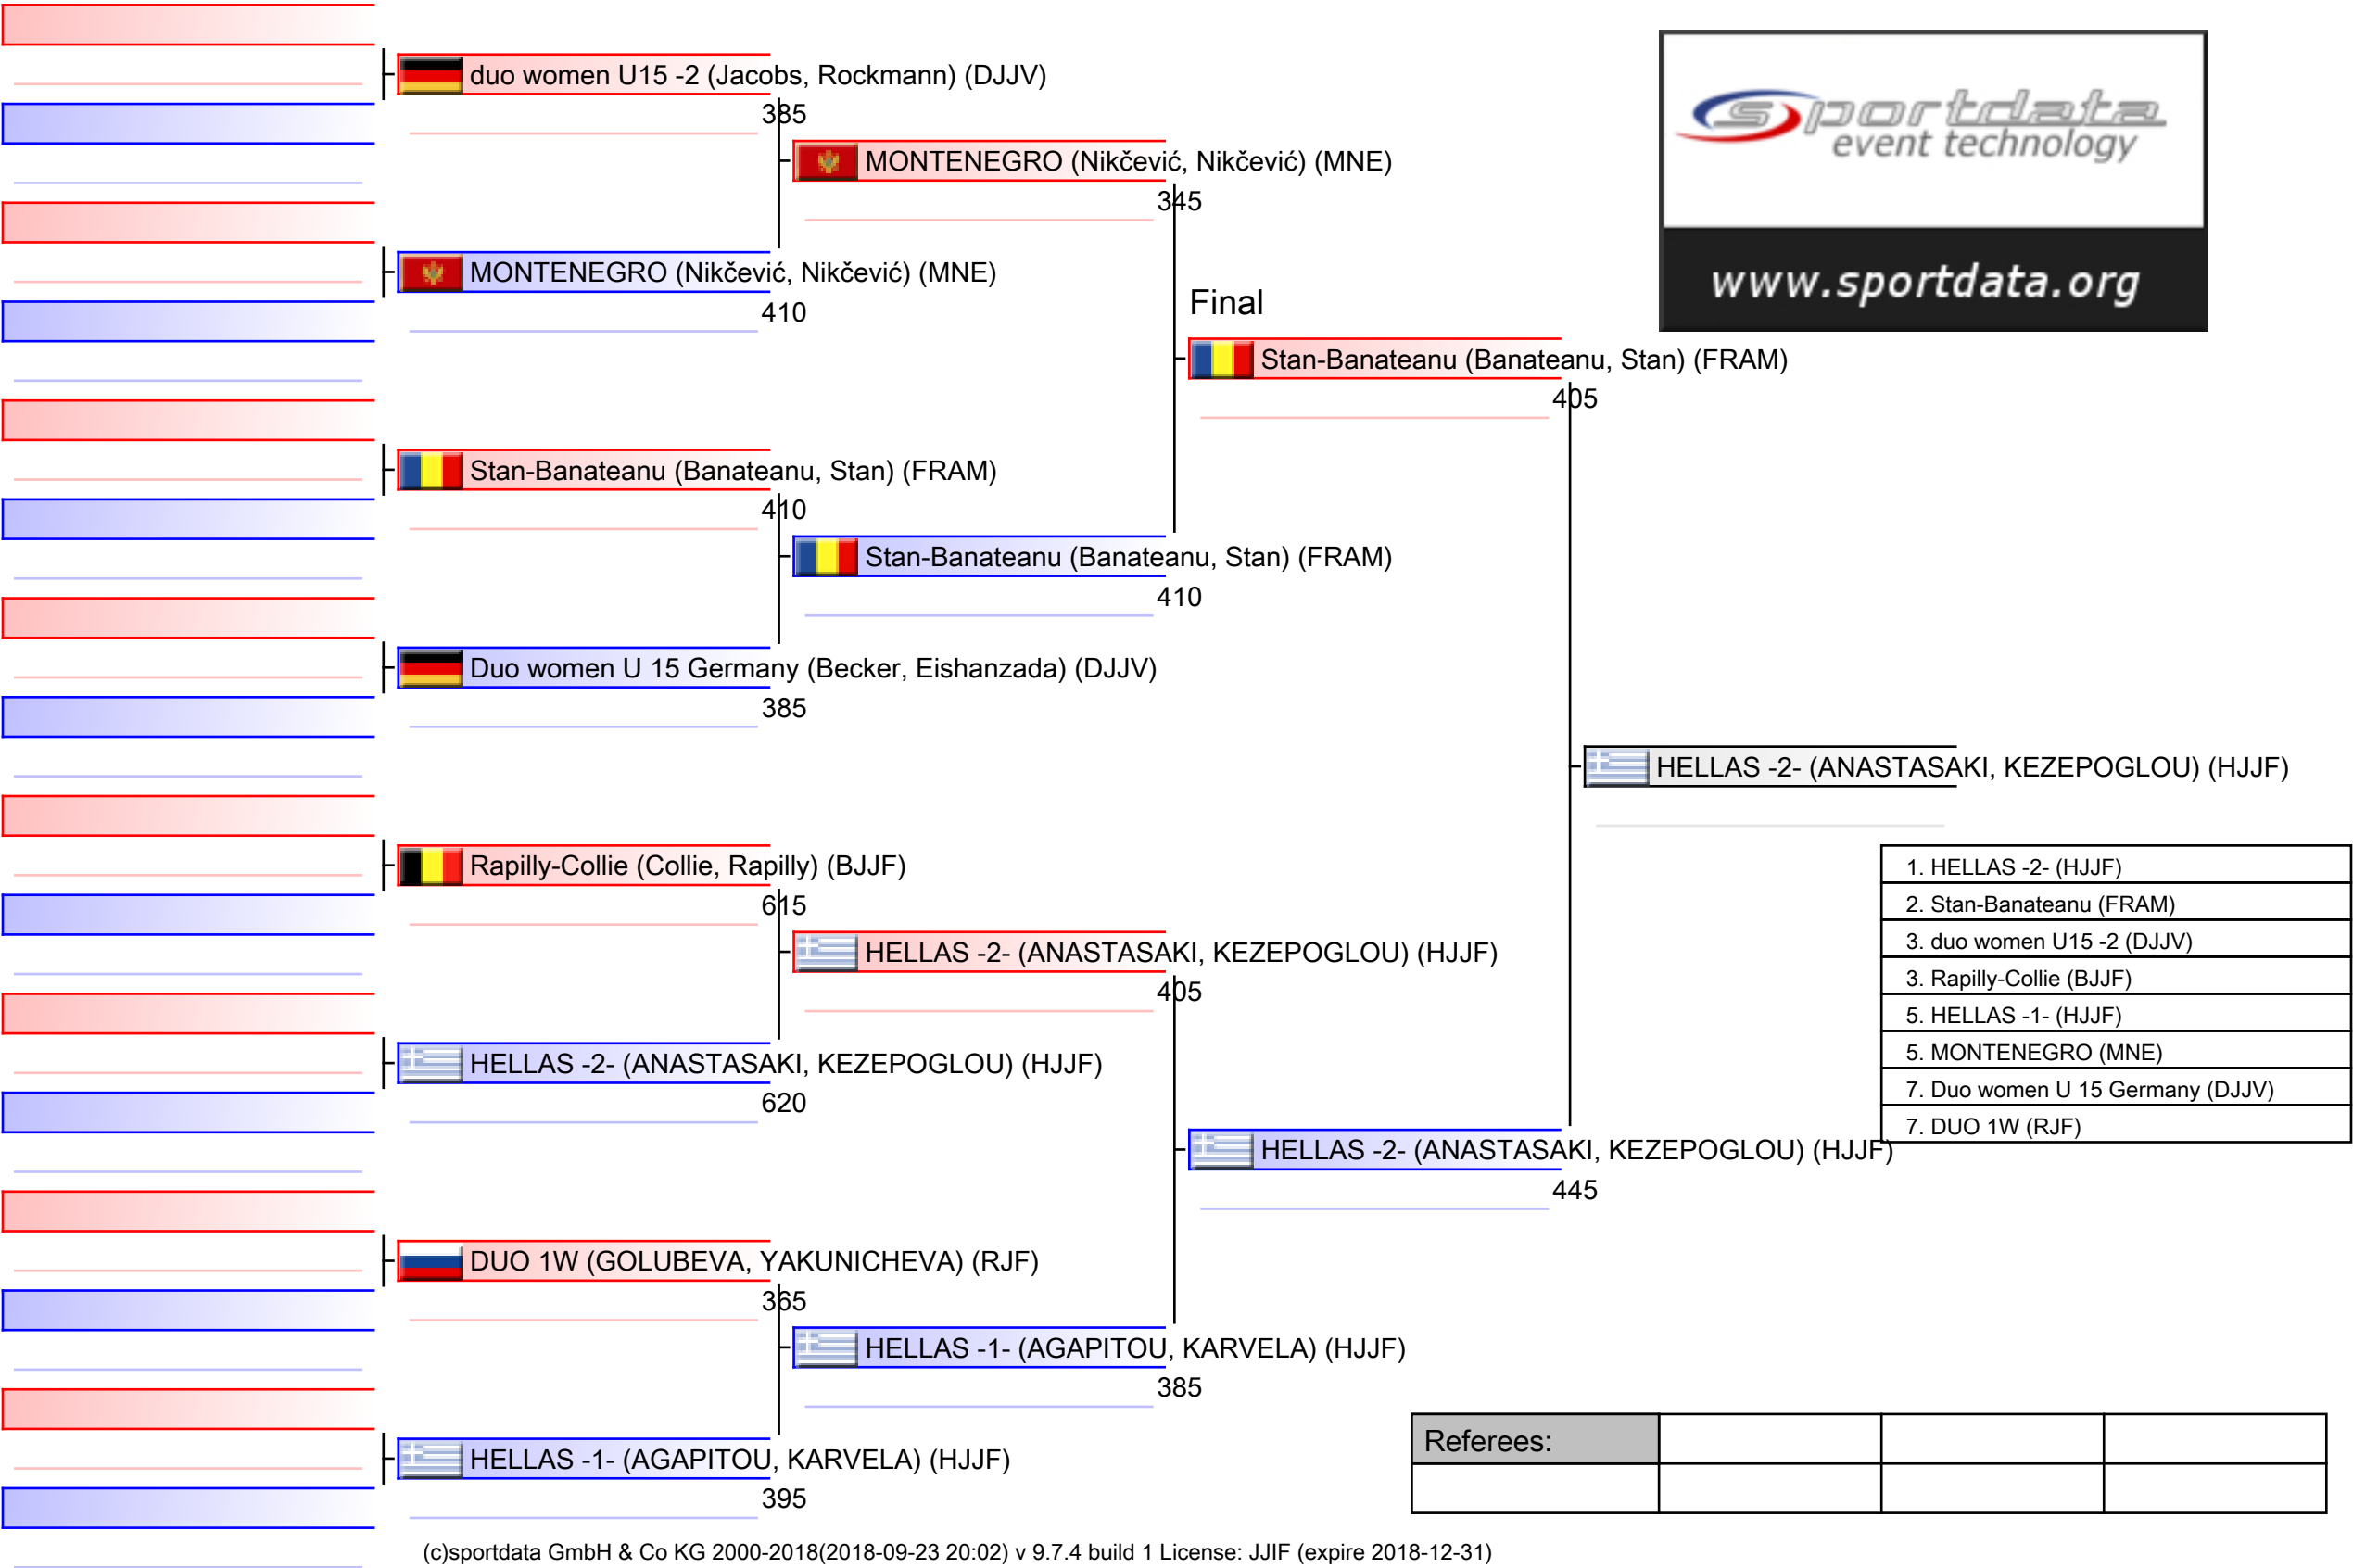 duo women U15 -2 (Jacobs, Rockmann) (DJJV)
385
MONTENEGRO (Nikčević, Nikčević) (MNE)
345
MONTENEGRO (Nikčević, Nikčević) (MNE)
410
sportdata
event technology
www.sportdata.org
Final
Stan-Banateanu (Banateanu, Stan) (FRAM)
405
Stan-Banateanu (Banateanu, Stan) (FRAM)
410
Stan-Banateanu (Banateanu, Stan) (FRAM)
410
Duo women U 15 Germany (Becker, Eishanzada) (DJJV)
385
HELLAS -2- (ANASTASAKI, KEZEPOGLOU) (HJJF)
Rapilly-Collie (Collie, Rapilly) (BJJF)
615
HELLAS -2- (ANASTASAKI, KEZEPOGLOU) (HJJF)
405
HELLAS -2- (ANASTASAKI, KEZEPOGLOU) (HJJF)
620
1. HELLAS -2- (HJJF)
2. Stan-Banateanu (FRAM)
3. duo women U15 -2 (DJJV)
3. Rapilly-Collie (BJJF)
5. HELLAS -1- (HJJF)
5. MONTENEGRO (MNE)
7. Duo women U 15 Germany (DJJV)
7. DUO 1W (RJF)
HELLAS -2- (ANASTASAKI, KEZEPOGLOU) (HJJF)
445
DUO 1W (GOLUBEVA, YAKUNICHEVA) (RJF)
365
HELLAS -1- (AGAPITOU, KARVELA) (HJJF)
385
HELLAS -1- (AGAPITOU, KARVELA) (HJJF)
395
Referees:
(c)sportdata GmbH & Co KG 2000-2018(2018-09-23 20:02) v 9.7.4 build 1 License: JJIF (expire 2018-12-31)